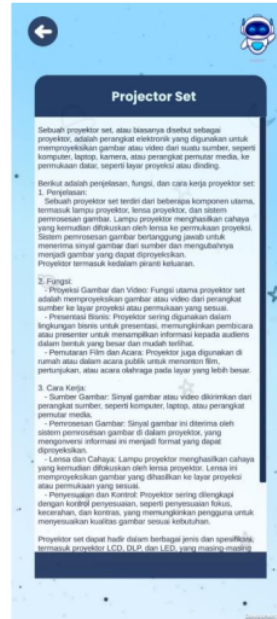 Projector Set
Sebuah proyektor set, atau biasanya disebut sebagai
proyektor, adalah perangkat elektronik yang digunakan untuk
memproyeksikan gambar atau video dari suatu sumber, seperti
komputer, laptop, kamera, atau perangkat pemutar media, ke
permukaan datar, seperti layar proyeksi atau dinding.
Berikut adalah penjelasan, fungsi, dan cara kerja proyektor set:
1. Penjelasan:
Sebuah proyektor set terdiri dari beberapa komponen utama,
termasuk lampu proyektor, lensa proyektor, dan sistem
pemrosesan gambar. Lampu proyektor menghasilkan cahaya
yang kemudian difokuskan oleh lensa ke permukaan proyeksi.
Sistem pemrosesan gambar bertanggung jawab untuk
menerima sinyal gambar dari sumber dan mengubahnya
menjadi gambar yang dapat diproyeksikan.
Proyektor termasuk kedalam piranti keluaran.
2. Fungsi:
- Proyeksi Gambar dan Video: Fungsi utama proyektor set
adalah memproyeksikan gambar atau video dari perangkat
sumber ke layar proyeksi atau permukaan yang sesuai.
- Presentasi Bisnis: Proyektor sering digunakan dalam
lingkungan bisnis untuk presentasi, memungkinkan pembicara
atau presenter untuk menampilkan informasi kepada audiens
dalam bentuk yang besar dan mudah terlihat.
- Pemutaran Film dan Acara: Proyektor juga digunakan di
rumah atau dalam acara publik untuk menonton film,
pertunjukan, atau acara olahraga pada layar yang lebih besar.
3. Cara Kerja:
- Sumber Gambar: Sinyal gambar atau video dikirimkan dari
perangkat sumber, seperti komputer, laptop, atau perangkat
pemutar media.
- Pemrosesan Gambar: Sinyal gambar ini diterima oleh
sistem pemrosesan gambar di dalam proyektor, yang
mengonversi informasi ini menjadi format yang dapat
diproyeksikan.
- Lensa dan Cahaya: Lampu proyektor menghasilkan cahaya
yang kemudian difokuskan oleh lensa proyektor. Lensa ini
memproyeksikan gambar yang dihasilkan ke layar proyeksi
atau permukaan yang sesuai.
- Penyesuaian dan Kontrol: Proyektor sering dilengkapi
dengan kontrol penyesuaian, seperti penyesuaian fokus,
kecerahan, dan kontras, yang memungkinkan pengguna untuk
menyesuaikan kualitas gambar sesuai kebutuhan.
Proyektor set dapat hadir dalam berbagai jenis dan spesifikasi,
termasuk proyektor LCD, DLP, dan LED, yang masing-masing